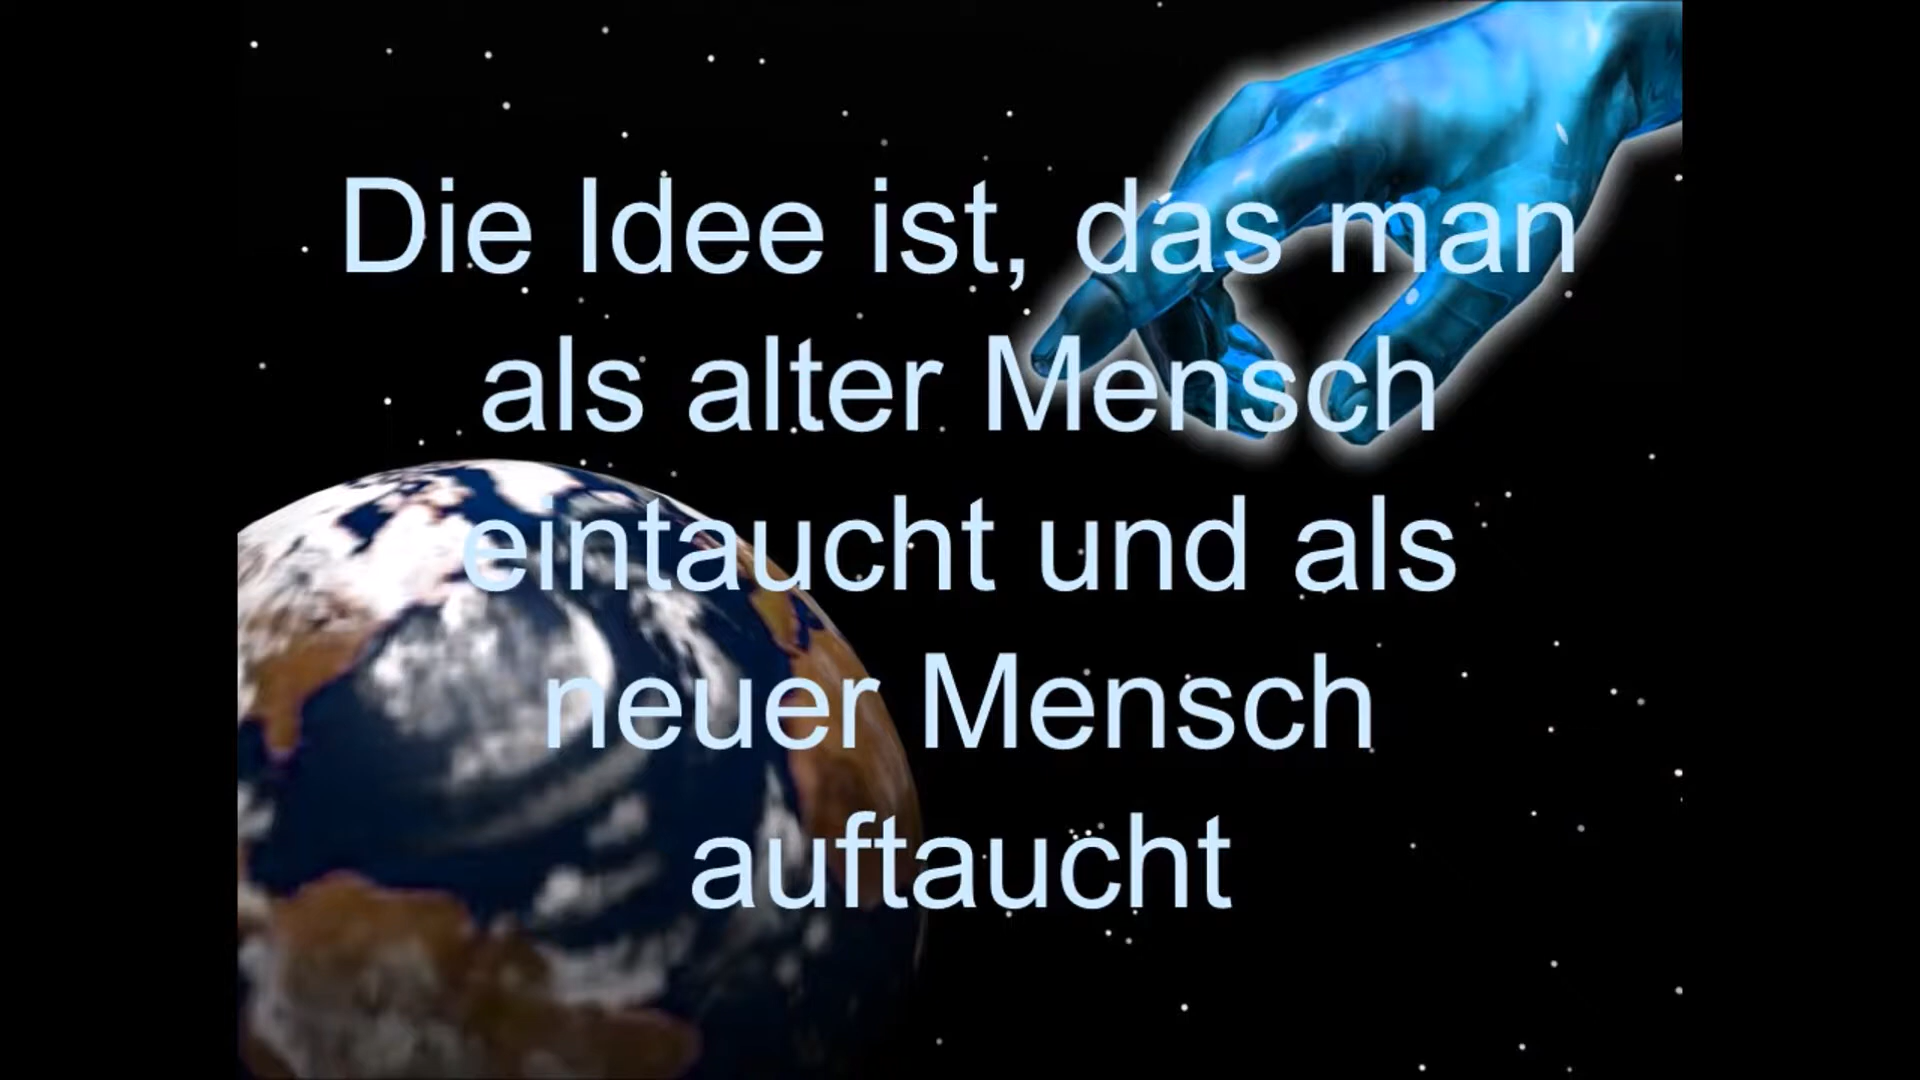 Die Idee ist, das man
als alter Mensch
eintaucht und als
neuer Mensch
auftaucht